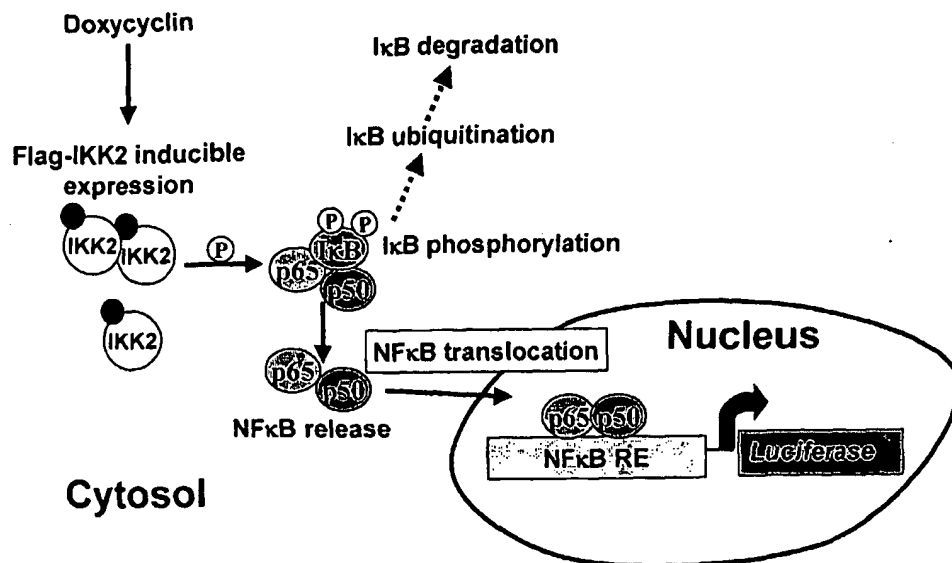 Doxycyclin
Flag-IKK2 inducible
expression
IKK2
IKK2
IKK2
P
P
P
IκB
p65
p50
IκB degradation
IκB ubiquitination
IκB phosphorylation
p65
p50
NFκB release
NFκB translocation
Nucleus
p65
p50
NFκB RE
Luciferase
Cytosol